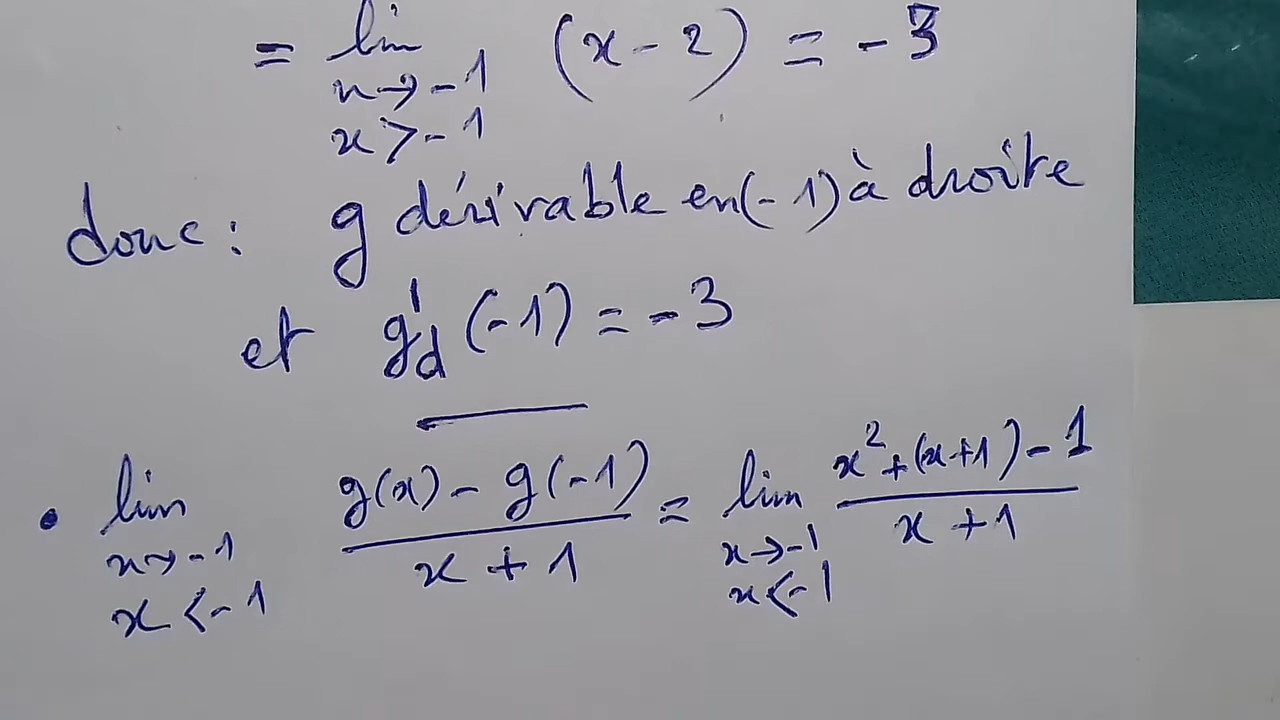 = lim (x - 2) = - 3
x → - 1
x > - 1
donc : g dérivable en (- 1) à droite
et g'd (- 1) = - 3
• lim g(x) - g(-1) / x + 1 = lim x² + (x + 1) - 1 / x + 1
x → - 1 x → - 1
x < - 1 x < - 1